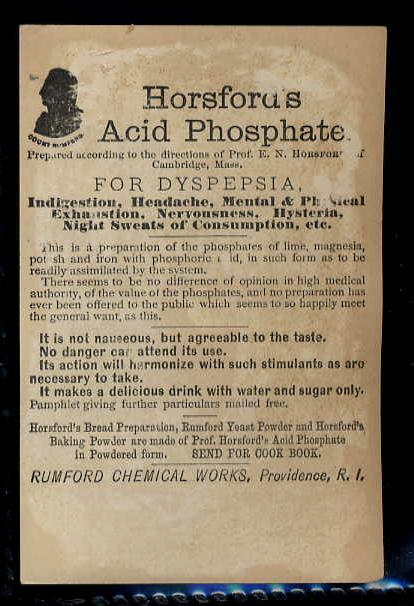 COUNT RUMFORD.
Horsford's
Acid Phosphate.
Prepared according to the directions of Prof. E. N. Horsford of
Cambridge, Mass.
FOR DYSPEPSIA,
Indigestion, Headache, Mental & Physical
Exhaustion, Nervousness, Hysteria,
Night Sweats of Consumption, etc.
This is a preparation of the phosphates of lime, magnesia,
potash and iron with phosphoric acid, in such form as to be
readily assimilated by the system.
There seems to be no difference of opinion in high medical
authority, of the value of the phosphates, and no preparation has
ever been offered to the public which seems to so happily meet
the general want, as this.
It is not nauseous, but agreeable to the taste.
No danger can attend its use.
Its action will harmonize with such stimulants as are
necessary to take.
It makes a delicious drink with water and sugar only.
Pamphlet giving further particulars mailed free.
Horsford's Bread Preparation, Rumford Yeast Powder and Horsford's
Baking Powder are made of Prof. Horsford's Acid Phosphate
in Powdered form. SEND FOR COOK BOOK.
RUMFORD CHEMICAL WORKS, Providence, R. I.